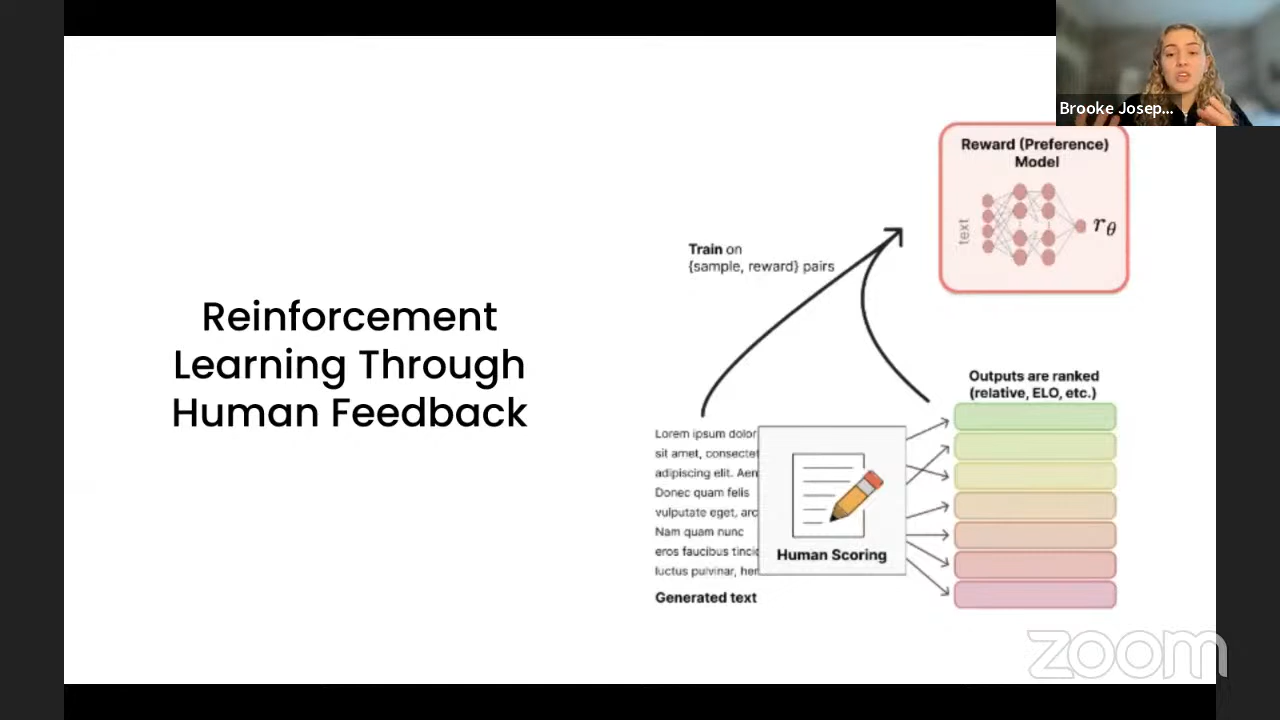 Brooke Josep...
Reward (Preference)
Model
text
rθ
Train on
{sample, reward} pairs
Reinforcement
Learning Through
Human Feedback
Outputs are ranked
(relative, ELO, etc.)
Lorem ipsum dolor
sit amet, consectet
adipiscing elit. Aen
Donec quam felis
vulputate eget, arc
Nam quam nunc
eros faucibus tincid
luctus pulvinar, her
Human Scoring
Generated text
zoom